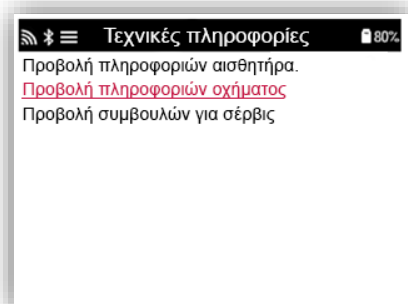 Τεχνικές πληροφορίες 80%
Προβολή πληροφοριών αισθητήρα.
Προβολή πληροφοριών οχήματος
Προβολή συμβουλών για σέρβις